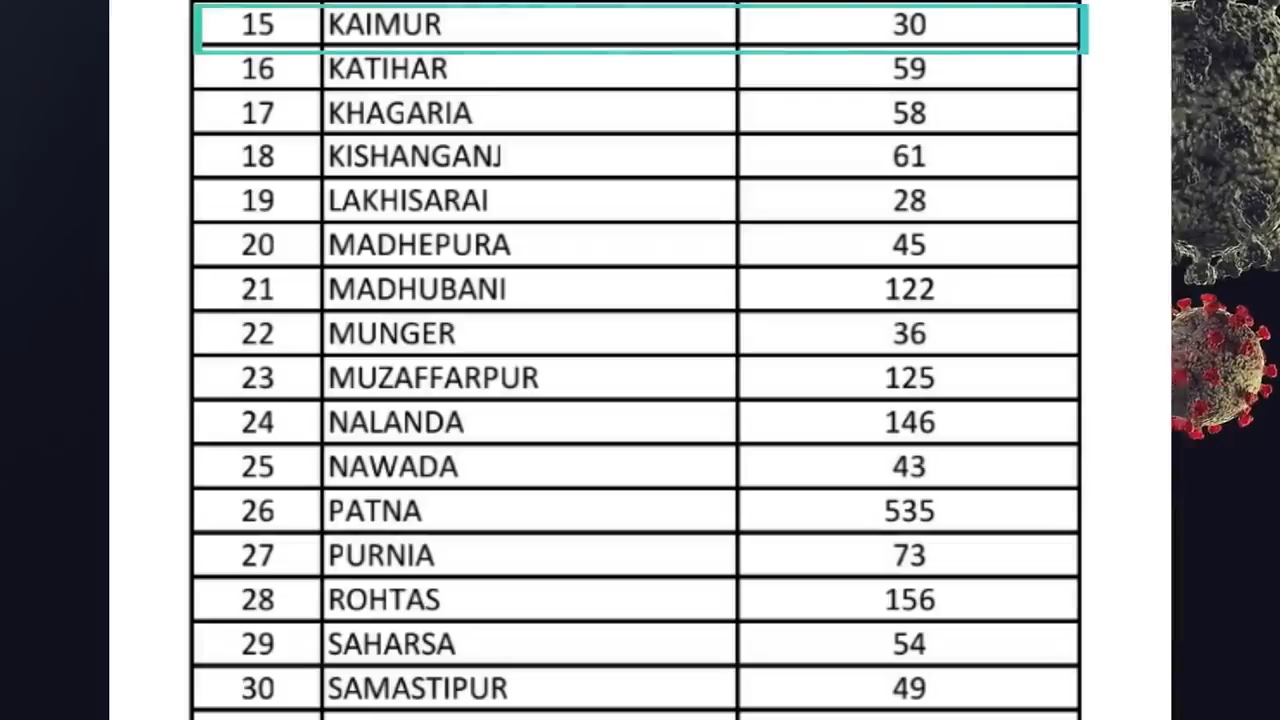 15 KAIMUR 30
16 KATIHAR 59
17 KHAGARIA 58
18 KISHANGANJ 61
19 LAKHISARAI 28
20 MADHEPURA 45
21 MADHUBANI 122
22 MUNGER 36
23 MUZAFFARPUR 125
24 NALANDA 146
25 NAWADA 43
26 PATNA 535
27 PURNIA 73
28 ROHTAS 156
29 SAHARSA 54
30 SAMASTIPUR 49